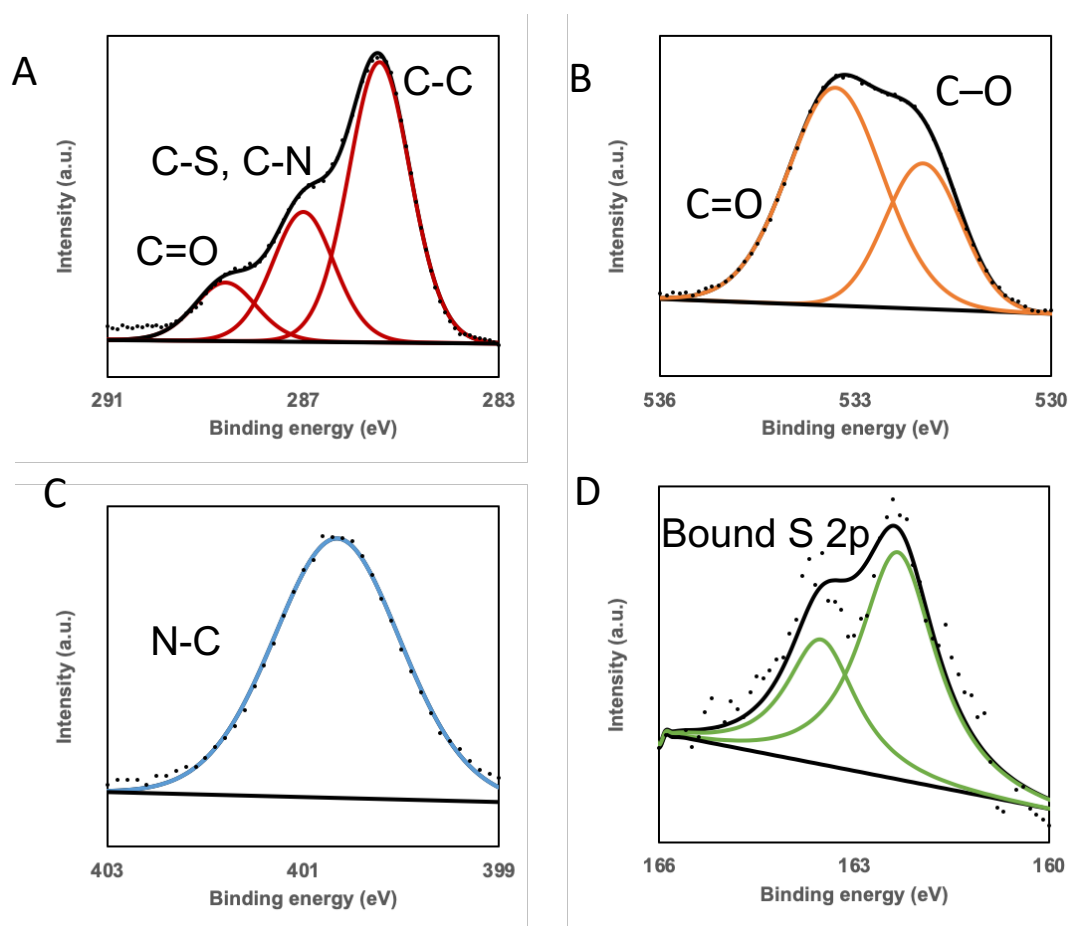 A
C-C
C-S, C-N
C=O
Intensity (a.u.)
291 287 283
Binding energy (eV)
B
C–O
C=O
Intensity (a.u.)
536 533 530
Binding energy (eV)
C
N-C
Intensity (a.u.)
403 401 399
Binding energy (eV)
D
Bound S 2p
Intensity (a.u.)
166 163 160
Binding energy (eV)